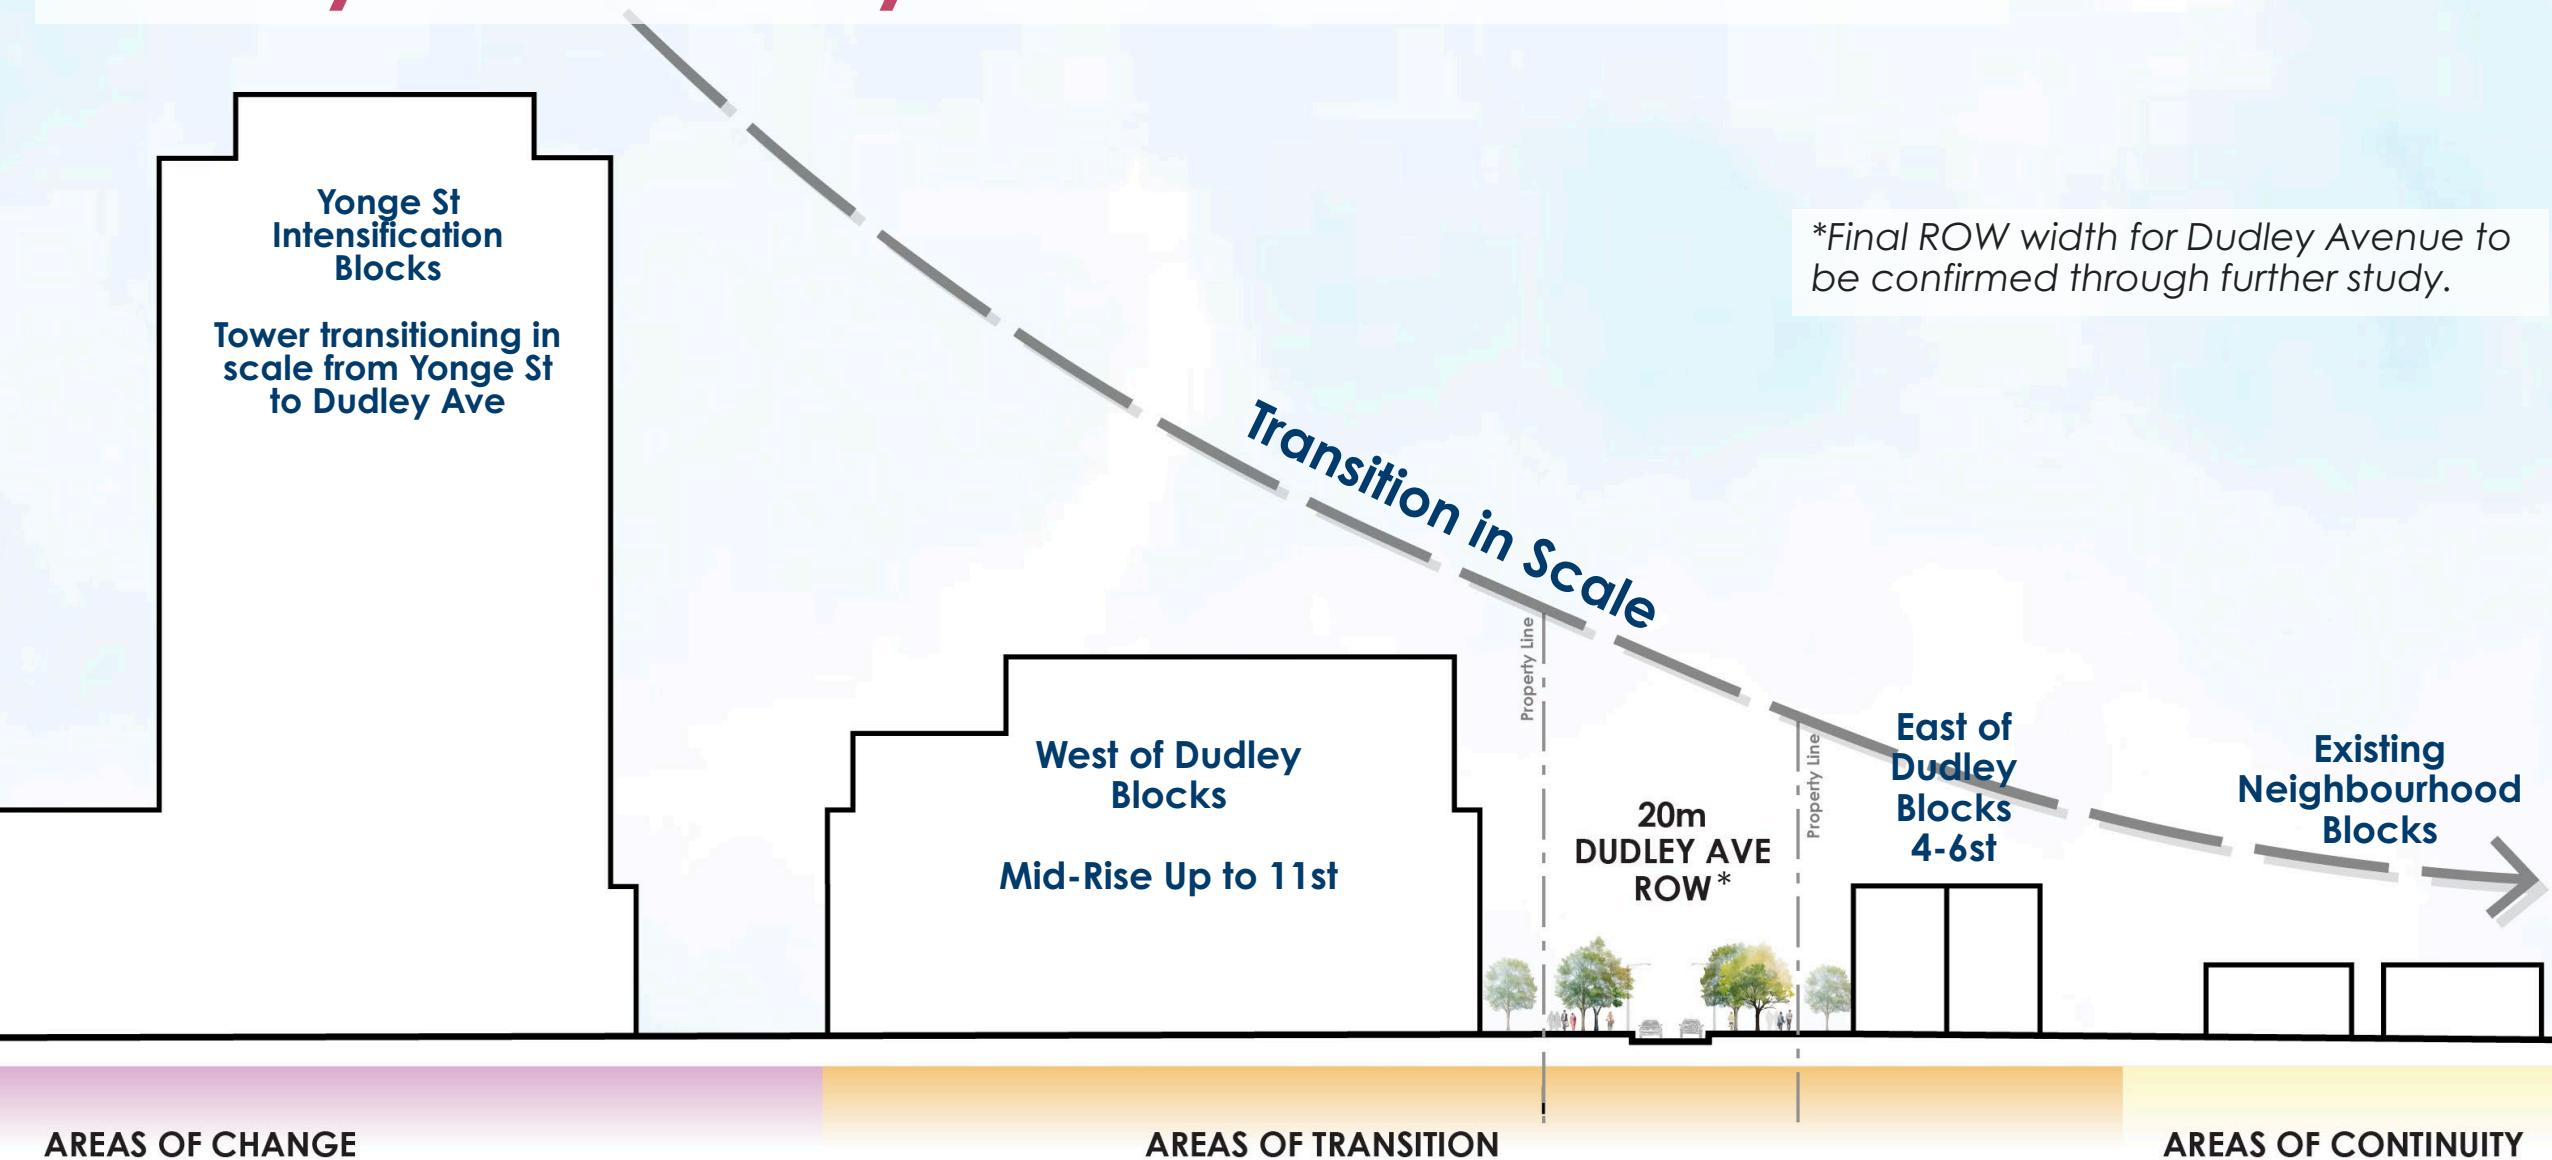 Yonge St
Intensification
Blocks
Tower transitioning in
scale from Yonge St
to Dudley Ave
*Final ROW width for Dudley Avenue to
be confirmed through further study.
Transition in Scale
Property Line
Property Line
West of Dudley
Blocks
Mid-Rise Up to 11st
20m
DUDLEY AVE
ROW*
East of
Dudley
Blocks
4-6st
Existing
Neighbourhood
Blocks
AREAS OF CHANGE
AREAS OF TRANSITION
AREAS OF CONTINUITY